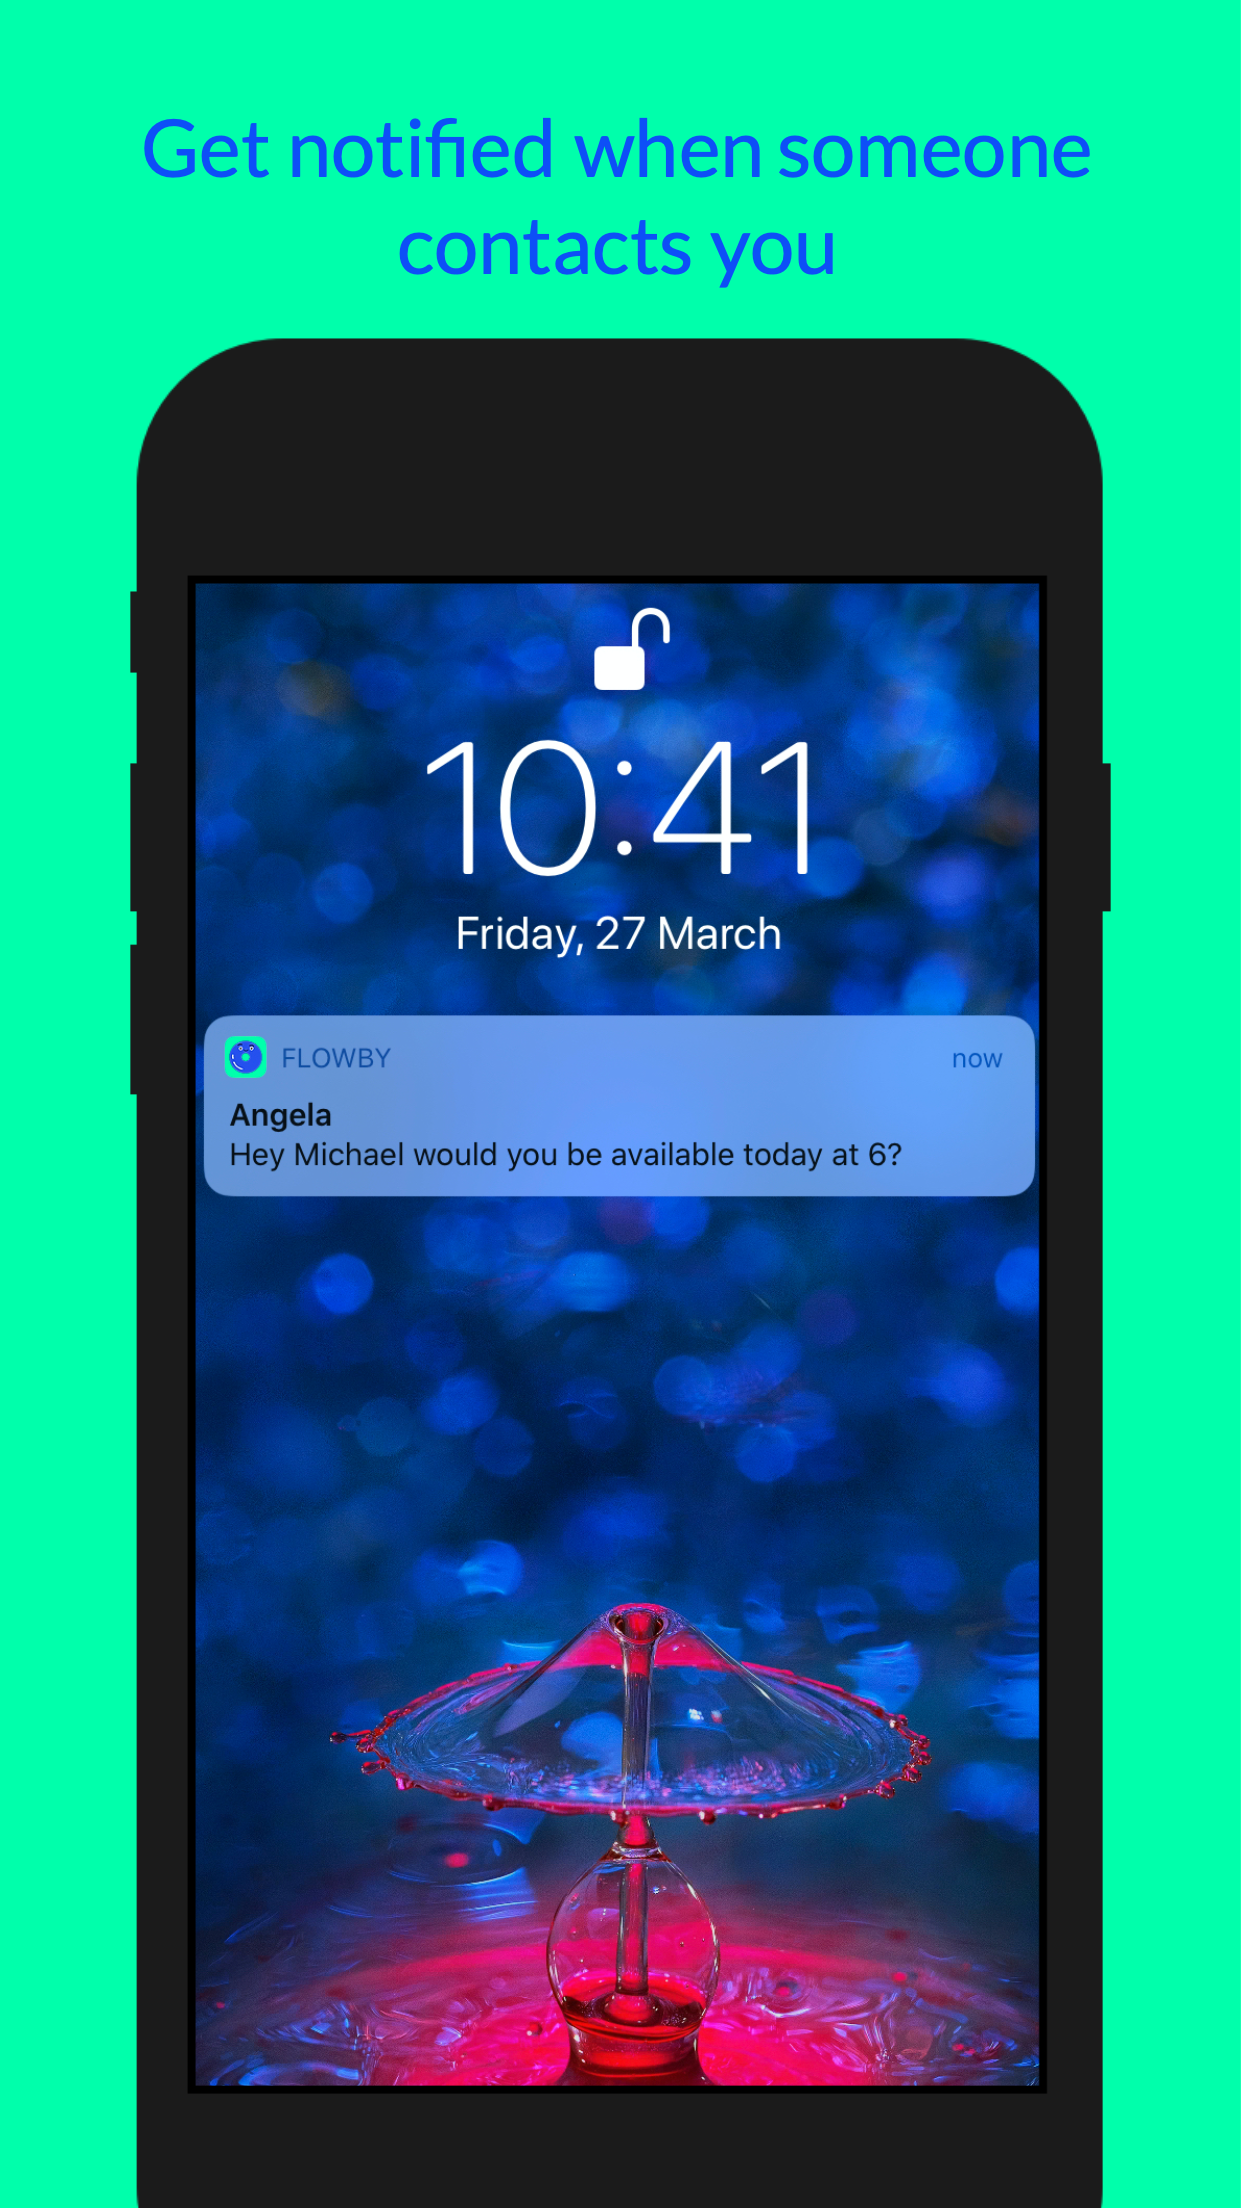 Get notified when someone
contacts you
10:41
Friday, 27 March
FLOWBY
now
Angela
Hey Michael would you be available today at 6?